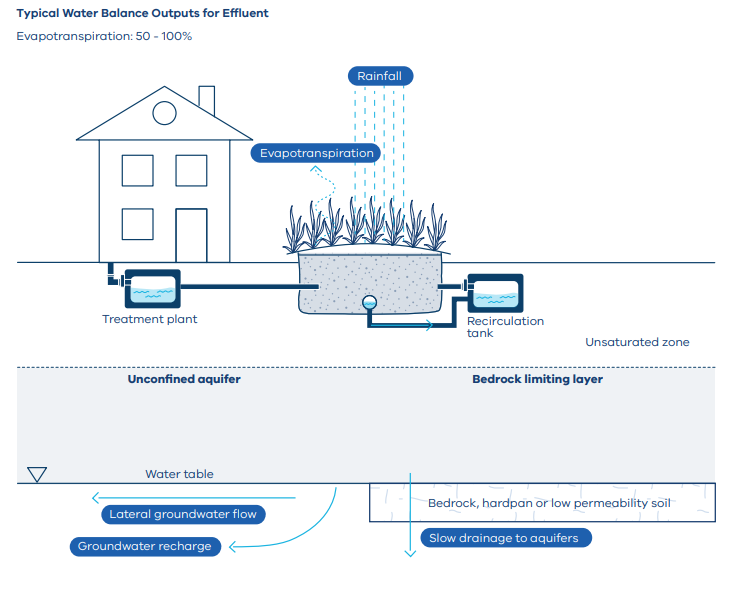 Typical Water Balance Outputs for Effluent
Evapotranspiration: 50 - 100%
Rainfall
Evapotranspiration
Treatment plant
Recirculation
tank
Unsaturated zone
Unconfined aquifer
Bedrock limiting layer
Water table
Bedrock, hardpan or low permeability soil
Lateral groundwater flow
Slow drainage to aquifers
Groundwater recharge